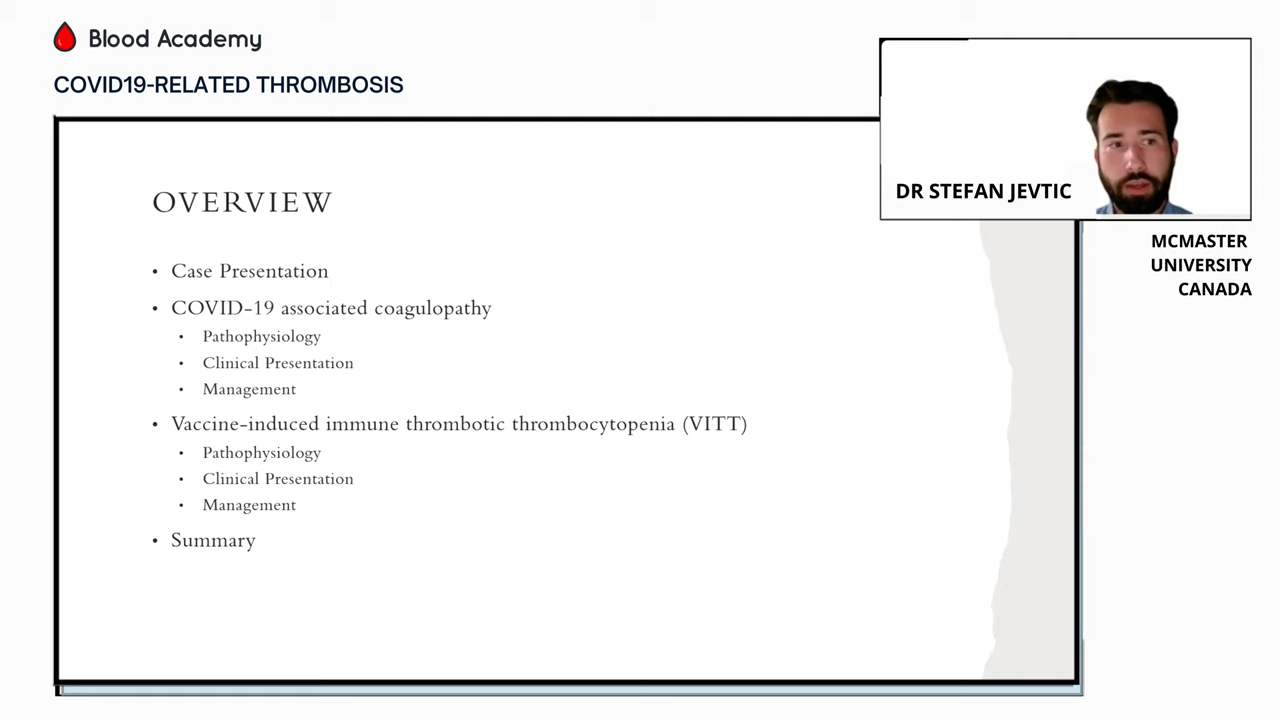 Blood Academy
COVID19-RELATED THROMBOSIS
DR STEFAN JEVTIC
MCMASTER
UNIVERSITY
CANADA
OVERVIEW
• Case Presentation
• COVID-19 associated coagulopathy
• Pathophysiology
• Clinical Presentation
• Management
• Vaccine-induced immune thrombotic thrombocytopenia (VITT)
• Pathophysiology
• Clinical Presentation
• Management
• Summary